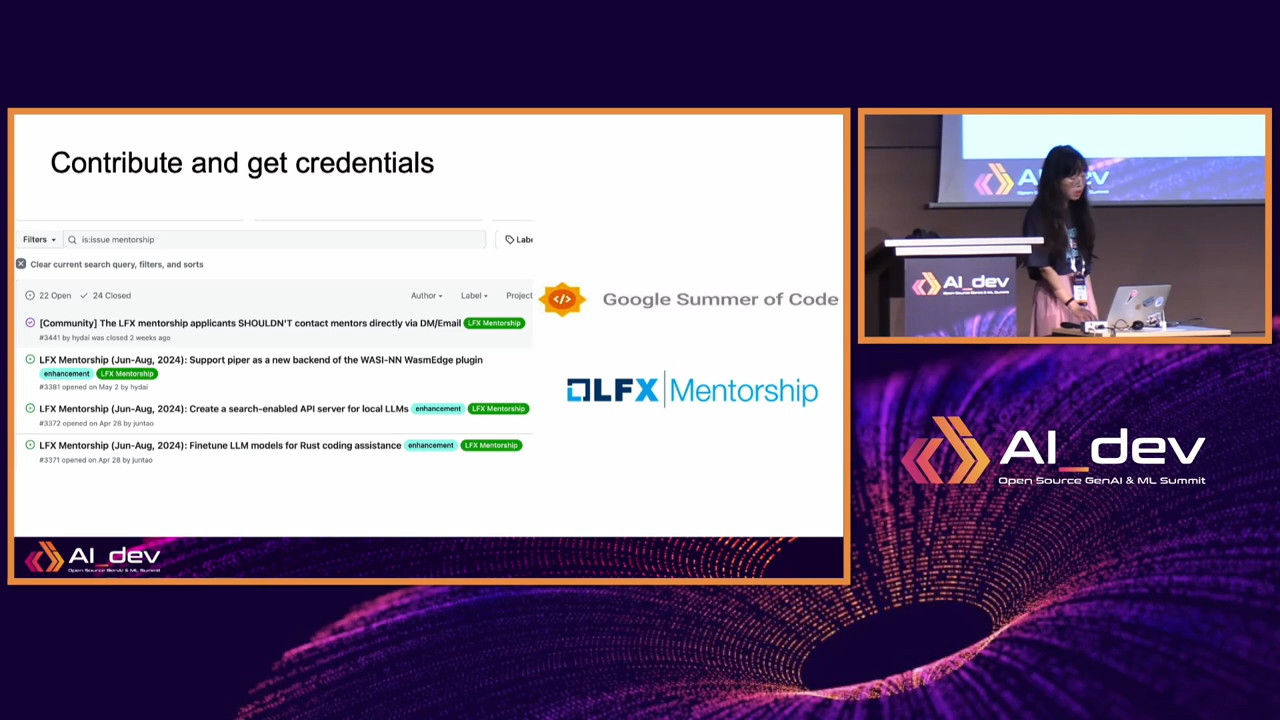 Contribute and get credentials
Filters
is:issue mentorship
Clear current search query, filters, and sorts
22 Open
24 Closed
Author
Label
Project
[Community] The LFX mentorship applicants SHOULDN'T contact mentors directly via DM/Email LFX Mentorship
#3441 by hydai was closed 2 weeks ago
LFX Mentorship (Jun-Aug, 2024): Support piper as a new backend of the WASI-NN WasmEdge plugin
enhancement LFX Mentorship
#3381 opened on May 2 by hydai
LFX Mentorship (Jun-Aug, 2024): Create a search-enabled API server for local LLMs enhancement LFX Mentorship
#3372 opened on Apr 28 by juntao
LFX Mentorship (Jun-Aug, 2024): Finetune LLM models for Rust coding assistance enhancement LFX Mentorship
#3371 opened on Apr 28 by juntao
Google Summer of Code
LFX Mentorship
AI_dev
Open Source GenAI & ML Summit
AI_dev
AI_dev
AI_dev
Open Source GenAI & ML Summit